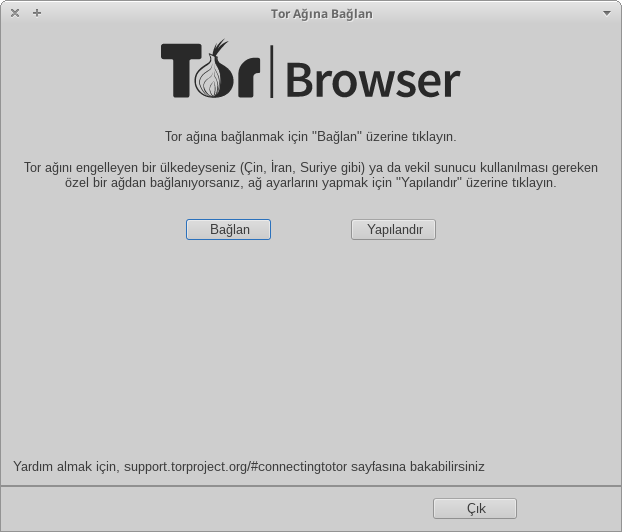 Tor Ağına Bağlan
Tor Browser
Tor ağına bağlanmak için "Bağlan" üzerine tıklayın.
Tor ağını engelleyen bir ülkedeyseniz (Çin, İran, Suriye gibi) ya da vekil sunucu kullanılması gereken
özel bir ağdan bağlanıyorsanız, ağ ayarlarını yapmak için "Yapılandır" üzerine tıklayın.
Bağlan
Yapılandır
Yardım almak için, support.torproject.org/#connectingtotor sayfasına bakabilirsiniz
Çık